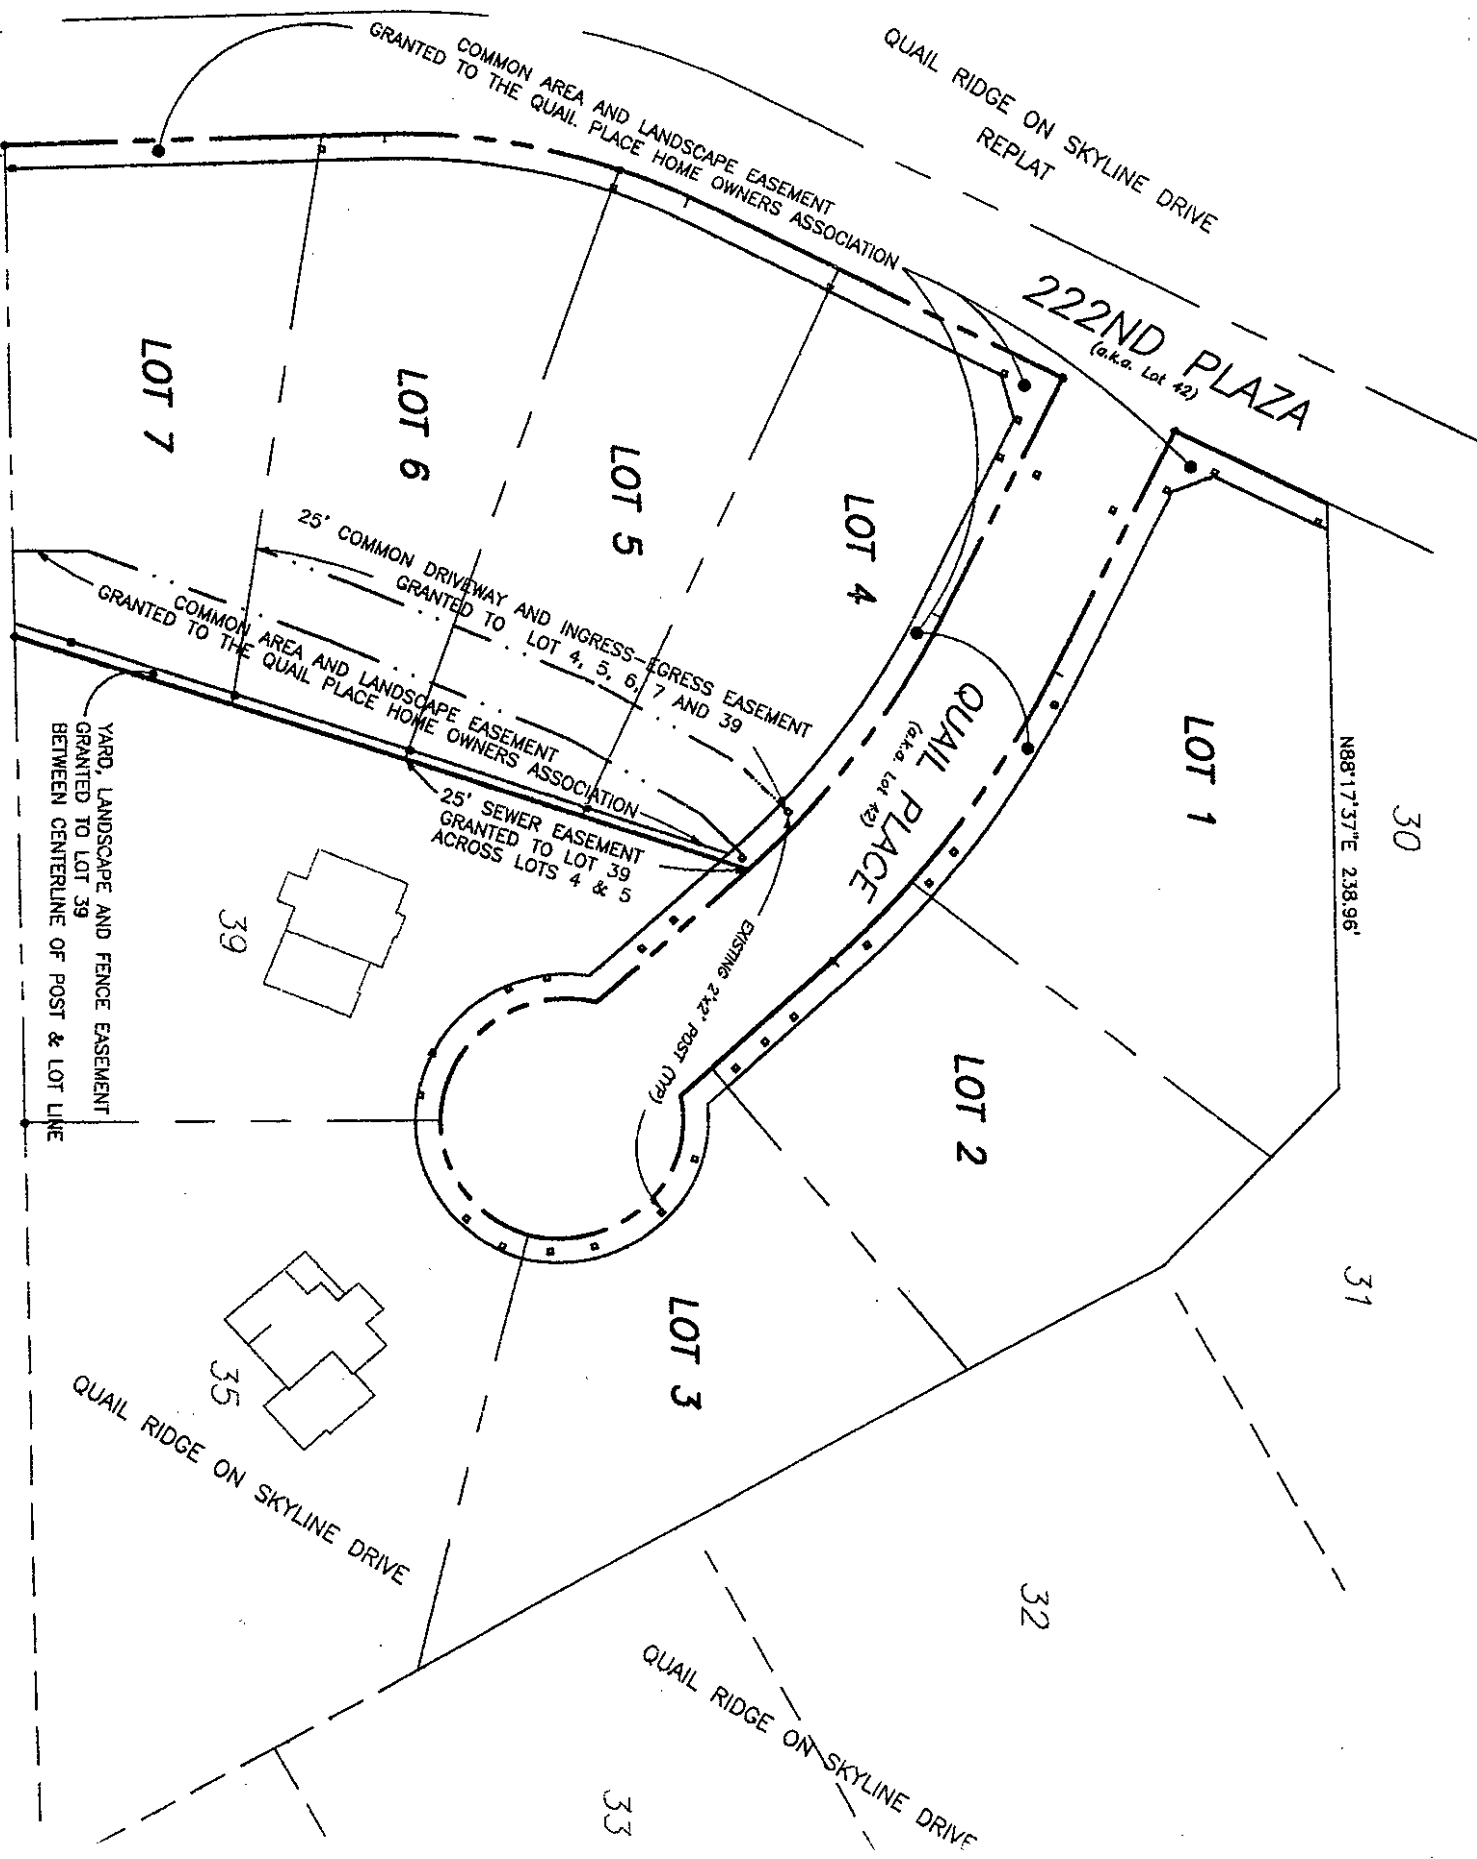 QUAIL RIDGE ON SKYLINE DRIVE
REPLAT
COMMON AREA AND LANDSCAPE EASEMENT
GRANTED TO THE QUAIL PLACE HOME OWNERS ASSOCIATION
222ND PLAZA
(a.k.a. Lot 42)
LOT 7
LOT 6
LOT 5
LOT 4
25' COMMON DRIVEWAY AND INGRESS-EGRESS EASEMENT
GRANTED TO LOT 4, 5, 6, 7 AND 39
COMMON AREA AND LANDSCAPE EASEMENT
GRANTED TO THE QUAIL PLACE HOME OWNERS ASSOCIATION
25' SEWER EASEMENT
GRANTED TO LOT 39
ACROSS LOTS 4 & 5
YARD, LANDSCAPE AND FENCE EASEMENT
GRANTED TO LOT 39
BETWEEN CENTERLINE OF POST & LOT LINE
QUAIL PLACE
(a.k.a. Lot 42)
EXISTING 2'x2' POST (TYP)
LOT 1
N88°17'37"E 238.96'
30
LOT 2
31
LOT 3
39
35
QUAIL RIDGE ON SKYLINE DRIVE
32
QUAIL RIDGE ON SKYLINE DRIVE
33